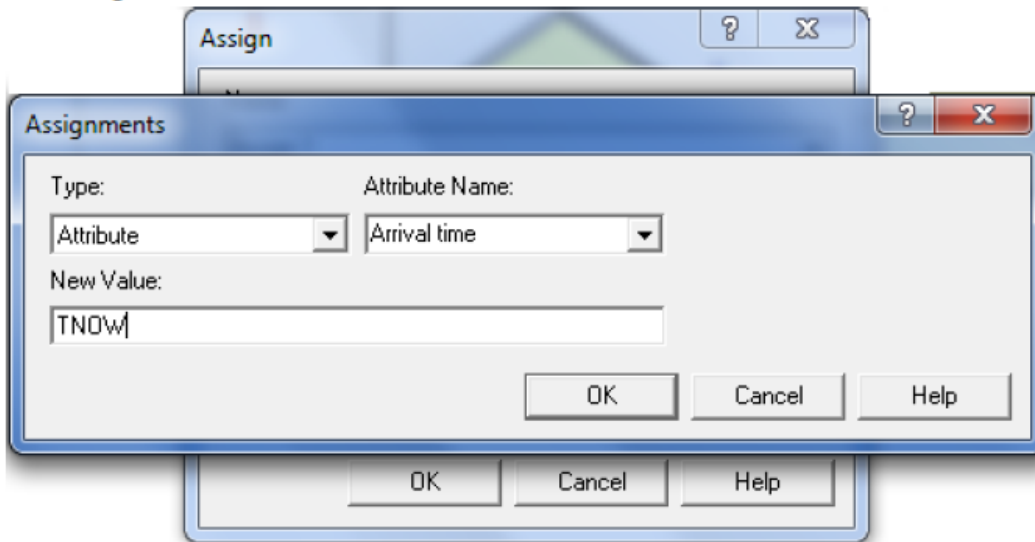 Assign
Assignments
Type: Attribute Name:
Attribute Arrival time
New Value:
TNOW
OK Cancel Help
OK Cancel Help